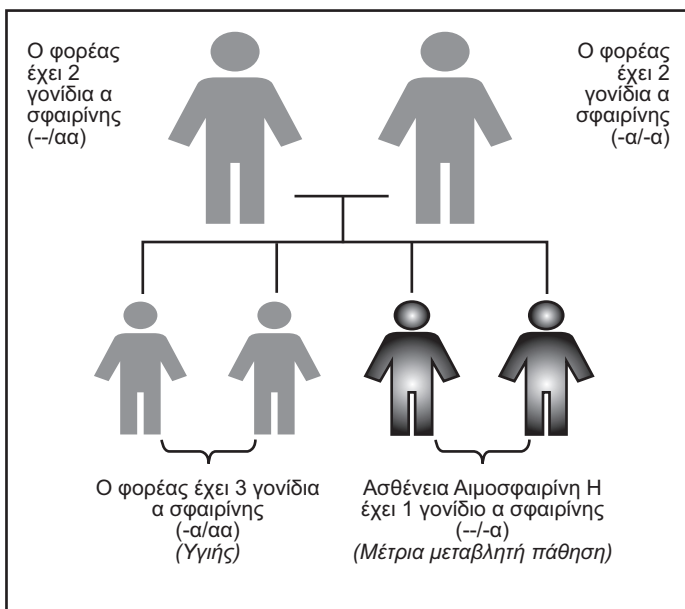 Ο φορέας
έχει 2
γονίδια α
σφαιρίνης
(--/αα)
Ο φορέας
έχει 2
γονίδια α
σφαιρίνης
(-α/-α)
Ο φορέας έχει 3 γονίδια
α σφαιρίνης
(-α/αα)
(Υγιής)
Ασθένεια Αιμοσφαιρίνη Η
έχει 1 γονίδιο α σφαιρίνης
(--/-α)
(Μέτρια μεταβλητή πάθηση)